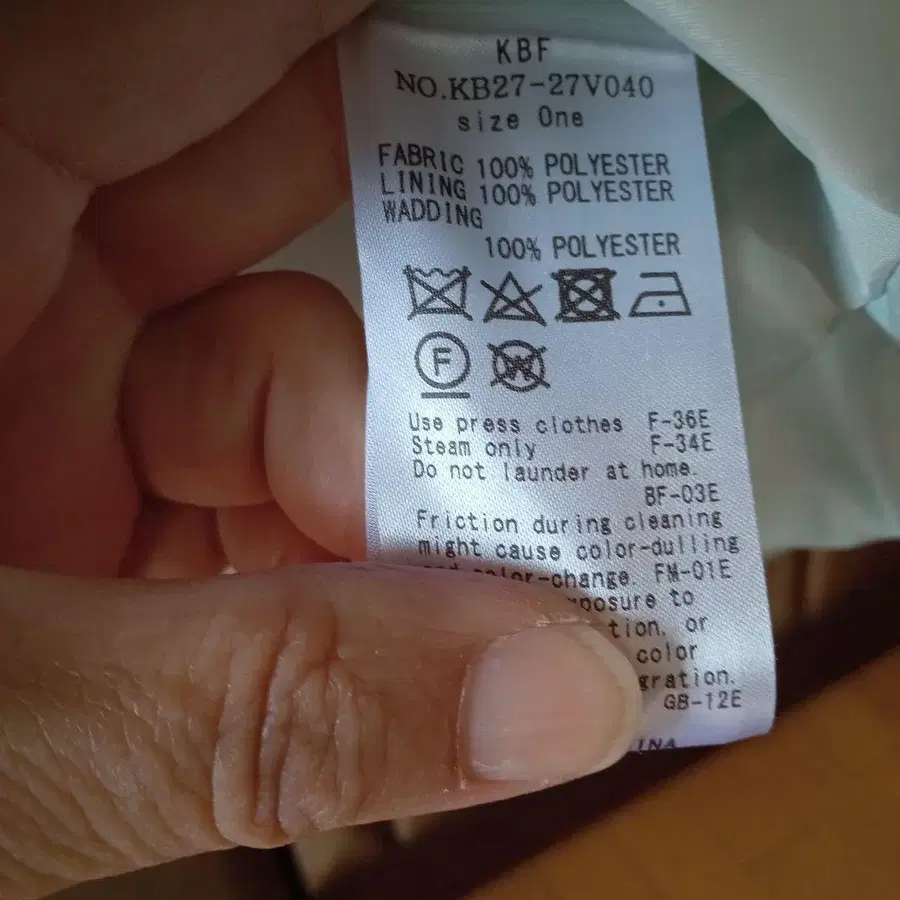 KBF
NO.KB27-27V040
size One
FABRIC 100% POLYESTER
LINING 100% POLYESTER
WADDING
100% POLYESTER
F
W
Use press clothes F-36E
Steam only F-34E
Do not launder at home.
BF-03E
Friction during cleaning
might cause color-dulling
color-change. FM-01E
to
or
color
GB-12E